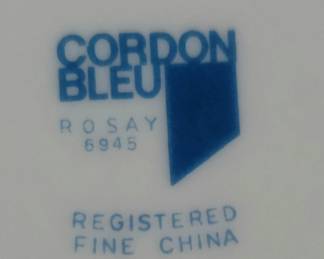 CORDON
BLEU
ROSAY
6945
REGISTERED
FINE CHINA